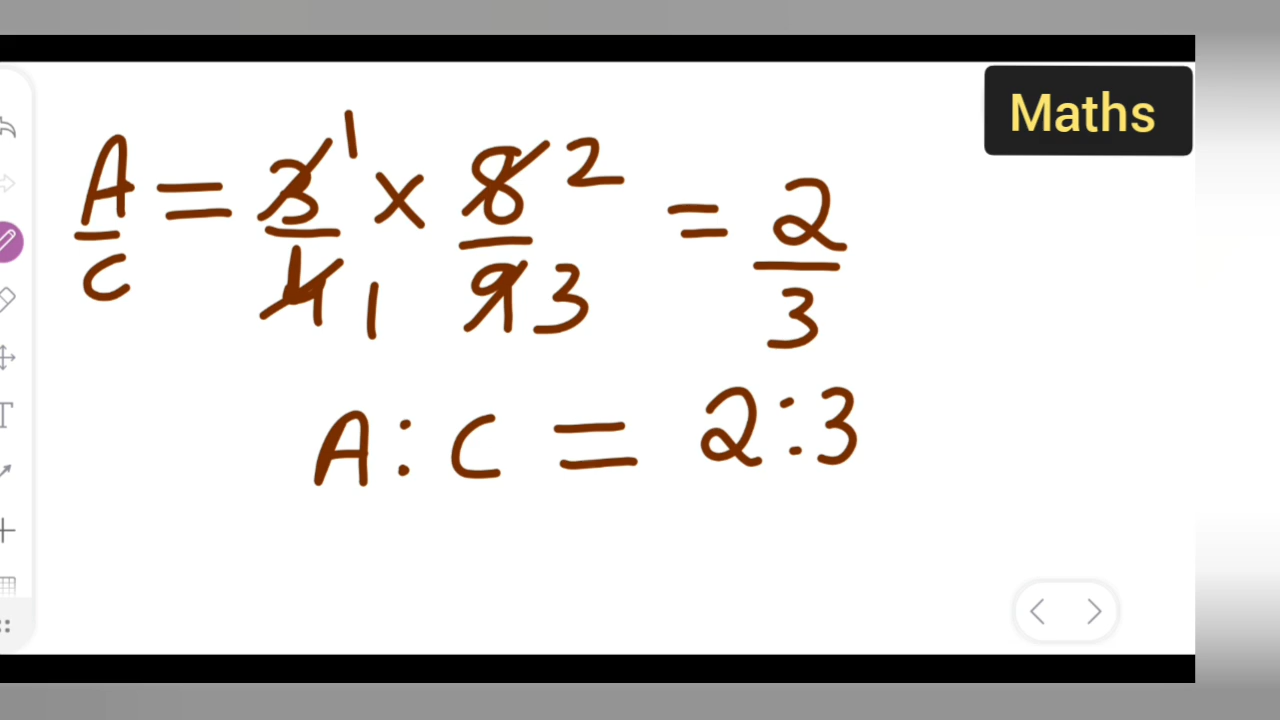 Maths
A/C = 3/4 1 1 × 8/9 2 3 = 2/3
A : C = 2 : 3